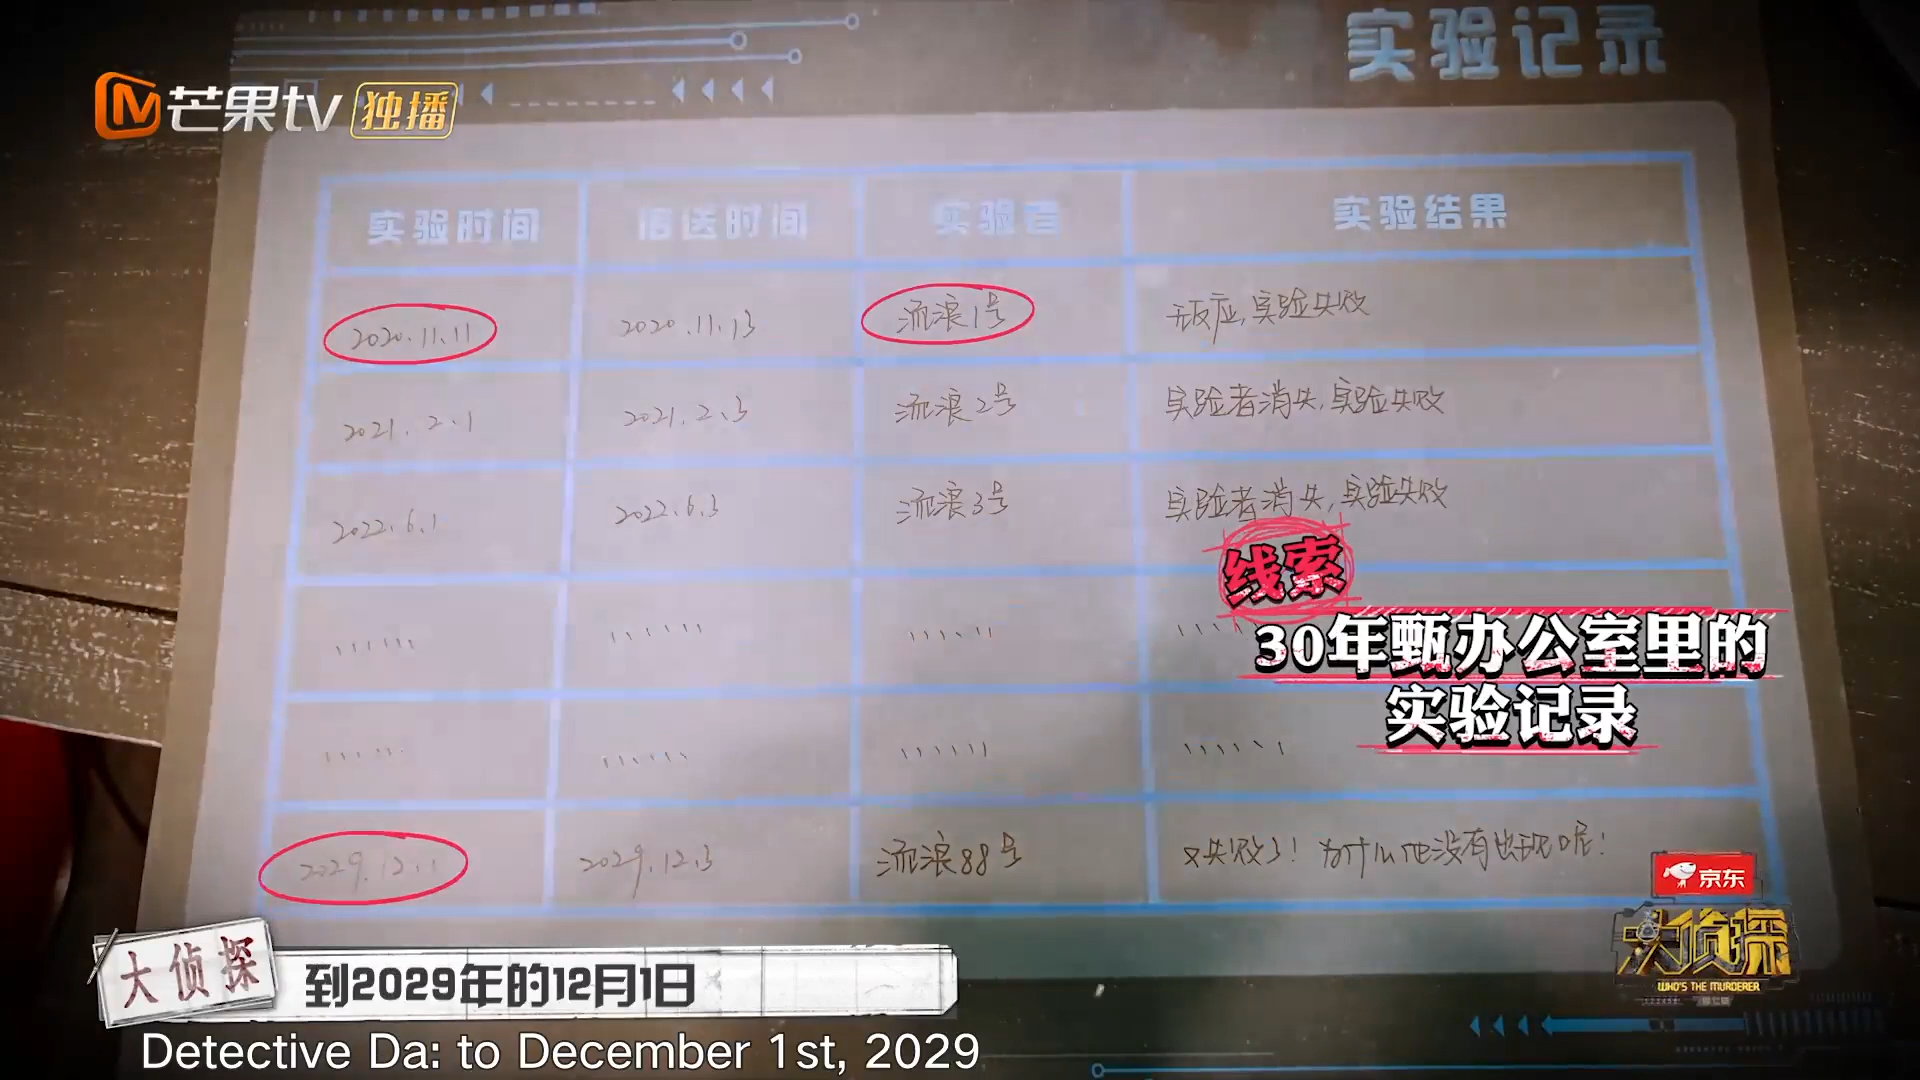 实验记录
芒果tv 独播
实验时间 信送时间 实验者 实验结果
2020.11.11 2020.11.13 流浪1号 无反应,实验失败
2021.2.1 2021.2.3 流浪2号 实验者消失,实验失败
2022.6.1 2022.6.3 流浪3号 实验者消失,实验失败
线索
30年甄办公室里的
实验记录
2029.12.1 2029.12.3 流浪88号 又失败了!为什么他没有出现呢!
京东
大侦探
WHO'S THE MURDERER
大侦探 到2029年的12月1日
Detective Da: to December 1st, 2029